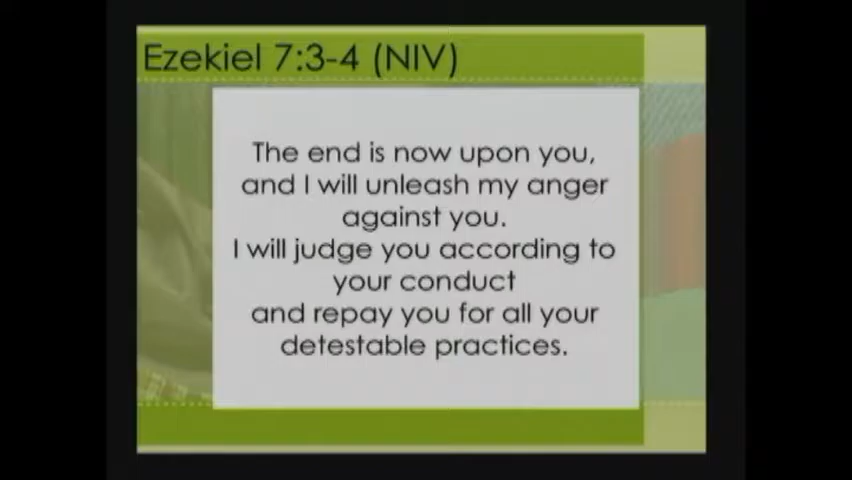 Ezekiel 7:3-4 (NIV)
The end is now upon you,
and I will unleash my anger
against you.
I will judge you according to
your conduct
and repay you for all your
detestable practices.